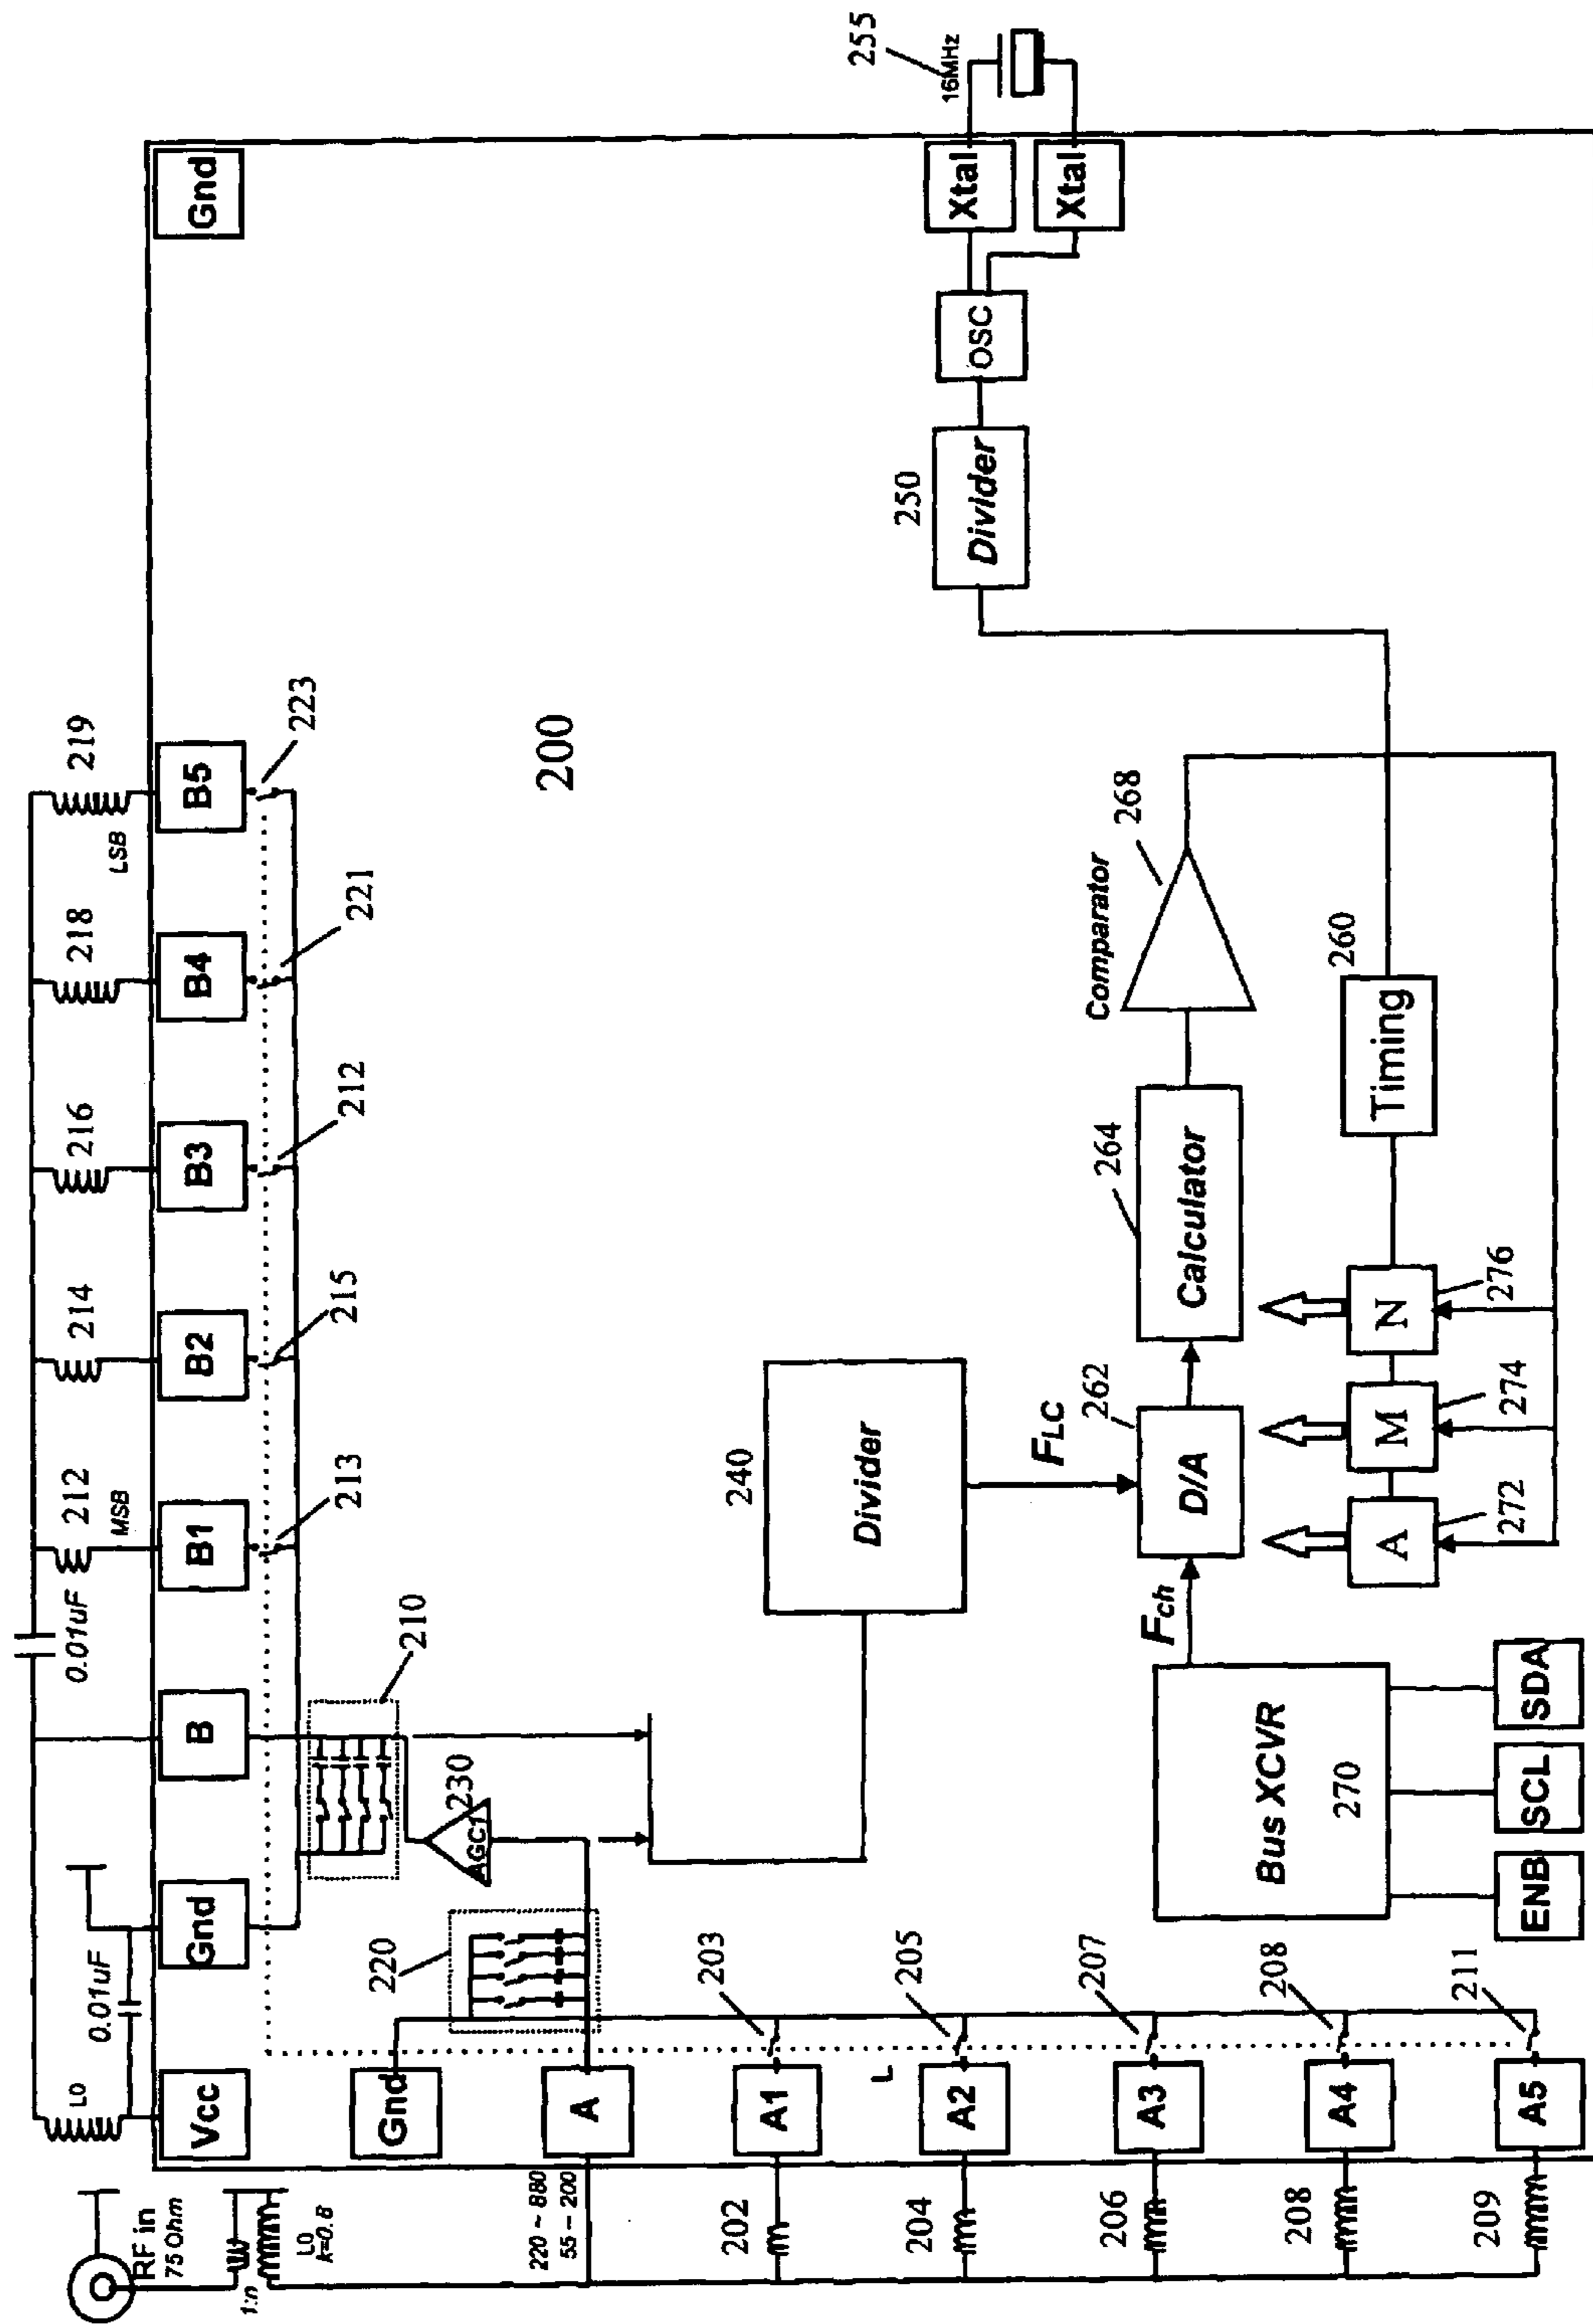 RF in
75 Ohm
1:n
L0
k=0.8
L0
0.01uF
0.01uF
212
MSB
214
216
218
219
LSB
Vcc
Gnd
B
B1
B2
B3
B4
B5
Gnd
213
215
212
221
223
210
220
230
AGC1
200
Gnd
A
220 ~ 880
55 – 200
A1
A2
A3
A4
A5
L
202
204
206
208
209
203
205
207
208
211
240
Divider
FLC
Fch
262
D/A
264
Calculator
Comparator
268
250
Divider
OSC
Xtal
Xtal
16MHz
255
260
Timing
A
M
N
272
274
276
Bus XCVR
270
ENB
SCL
SDA